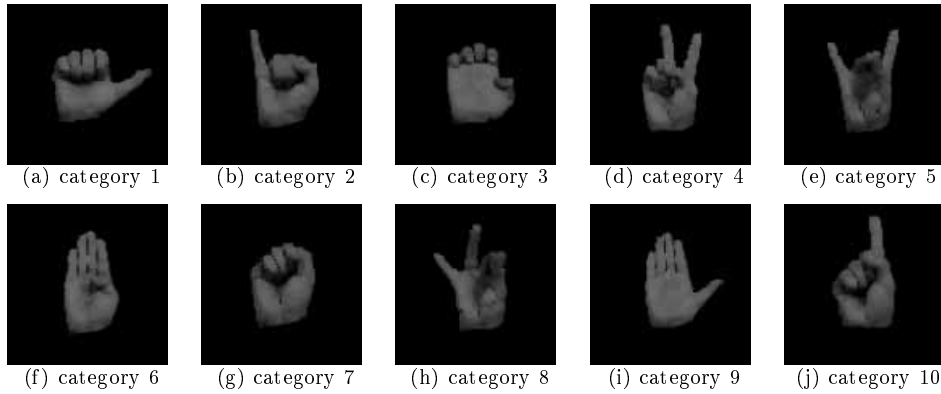 (a) category 1
(b) category 2
(c) category 3
(d) category 4
(e) category 5
(f) category 6
(g) category 7
(h) category 8
(i) category 9
(j) category 10